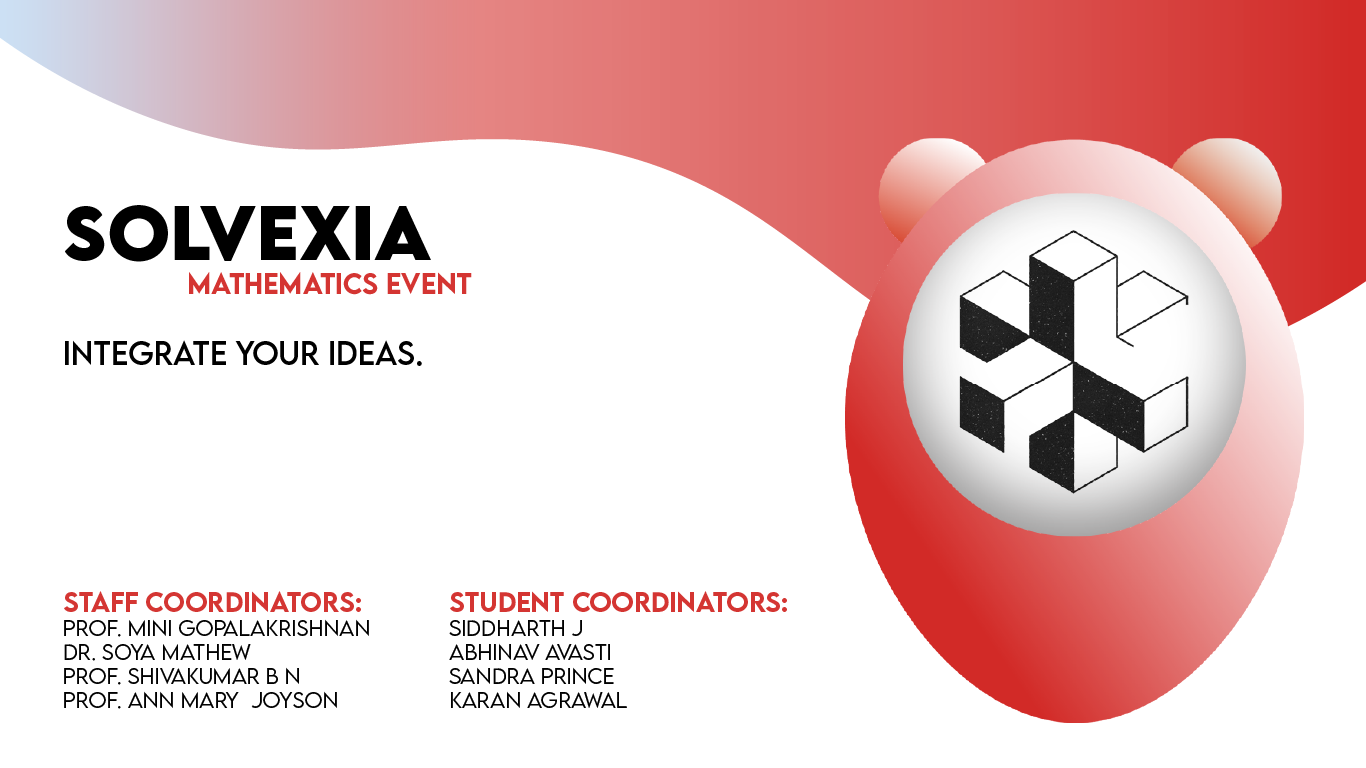 SOLVEXIA
MATHEMATICS EVENT
INTEGRATE YOUR IDEAS.
STAFF COORDINATORS:
PROF. MINI GOPALAKRISHNAN
DR. SOYA MATHEW
PROF. SHIVAKUMAR B N
PROF. ANN MARY  JOYSON
STUDENT COORDINATORS:
SIDDHARTH J
ABHINAV AVASTI
SANDRA PRINCE
KARAN AGRAWAL